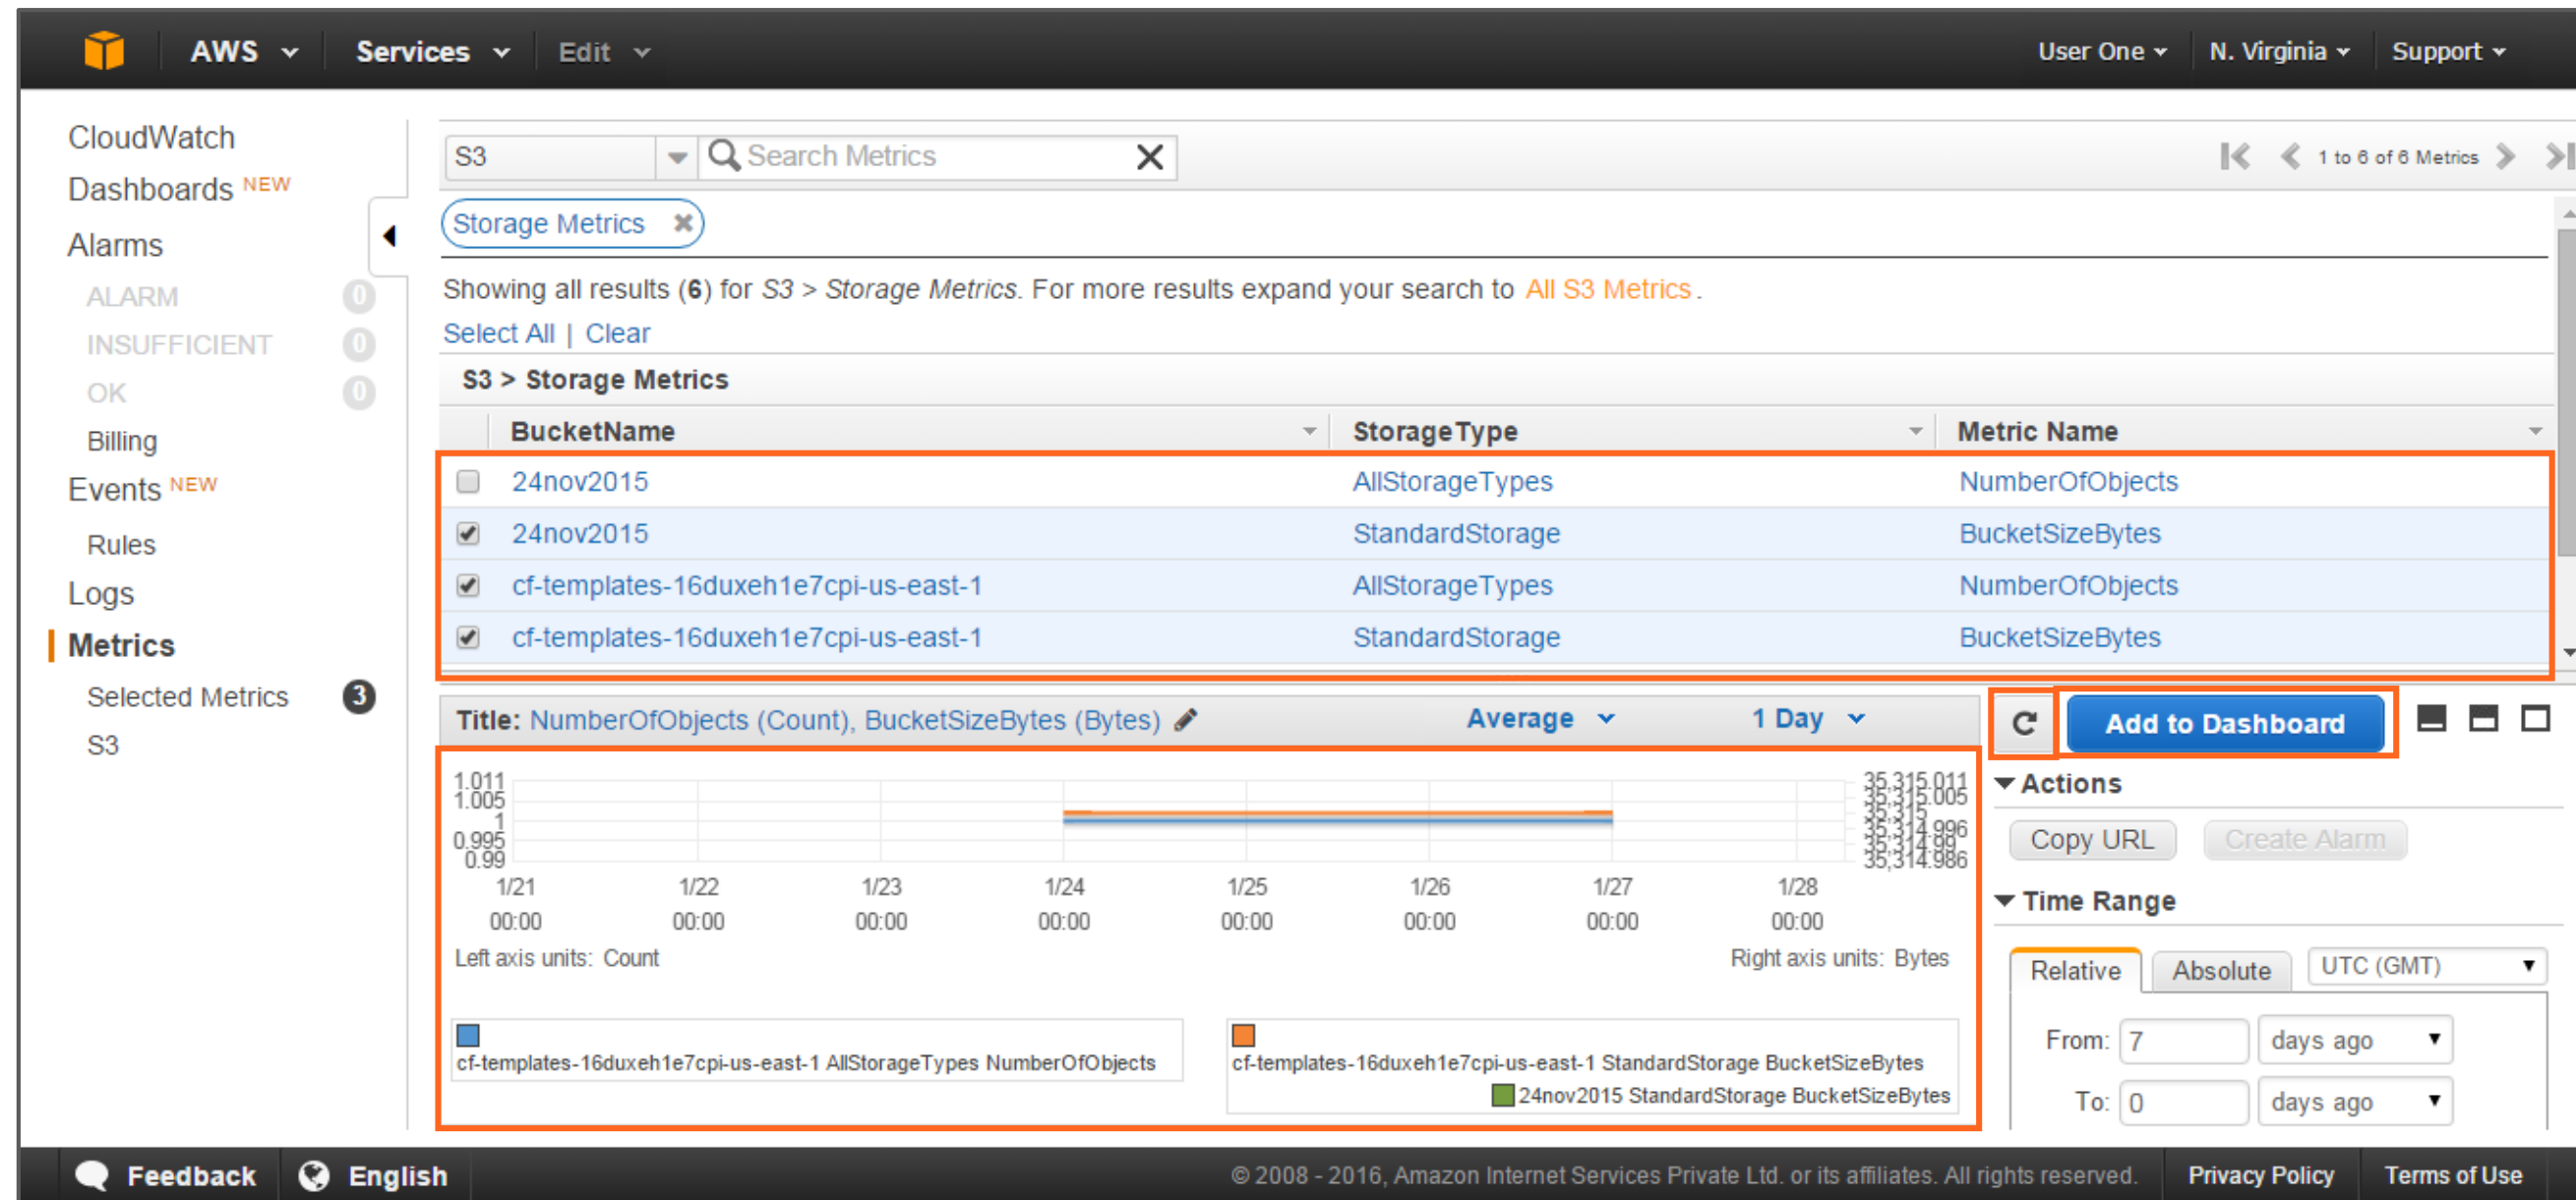 AWS Services Edit User One N. Virginia Support
CloudWatch
Dashboards NEW
Alarms
ALARM 0
INSUFFICIENT 0
OK 0
Billing
Events NEW
Rules
Logs
Metrics
Selected Metrics 3
S3
S3 Search Metrics 1 to 6 of 6 Metrics
Storage Metrics
Showing all results (6) for S3 > Storage Metrics. For more results expand your search to All S3 Metrics.
Select All | Clear
S3 > Storage Metrics
BucketName StorageType Metric Name
24nov2015 AllStorageTypes NumberOfObjects
24nov2015 StandardStorage BucketSizeBytes
cf-templates-16duxeh1e7cpi-us-east-1 AllStorageTypes NumberOfObjects
cf-templates-16duxeh1e7cpi-us-east-1 StandardStorage BucketSizeBytes
Title: NumberOfObjects (Count), BucketSizeBytes (Bytes) Average 1 Day
1.011 35,315.011
1.005 35,315.005
1 35,315
0.995 35,314.996
35,314.99
0.99 35,314.986
1/21 1/22 1/23 1/24 1/25 1/26 1/27 1/28
00:00 00:00 00:00 00:00 00:00 00:00 00:00 00:00
Left axis units: Count Right axis units: Bytes
cf-templates-16duxeh1e7cpi-us-east-1 AllStorageTypes NumberOfObjects
cf-templates-16duxeh1e7cpi-us-east-1 StandardStorage BucketSizeBytes
24nov2015 StandardStorage BucketSizeBytes
Add to Dashboard
Actions
Copy URL Create Alarm
Time Range
Relative Absolute UTC (GMT)
From: 7 days ago
To: 0 days ago
Feedback English © 2008 - 2016, Amazon Internet Services Private Ltd. or its affiliates. All rights reserved. Privacy Policy Terms of Use